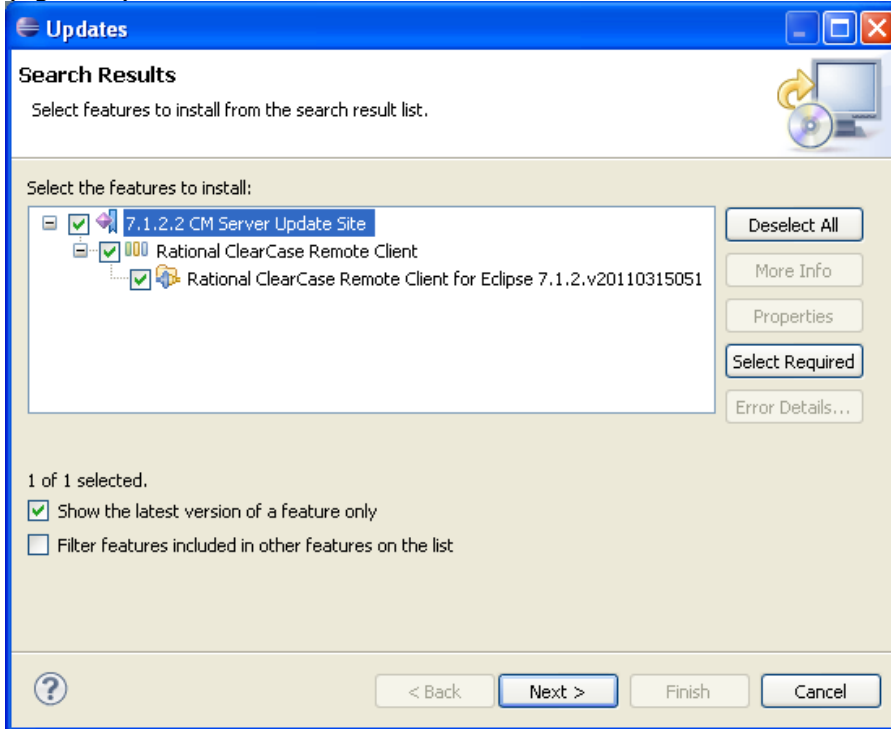 Updates
Search Results
Select features to install from the search result list.
Select the features to install:
7.1.2.2 CM Server Update Site
Rational ClearCase Remote Client
Rational ClearCase Remote Client for Eclipse 7.1.2.v20110315051
Deselect All
More Info
Properties
Select Required
Error Details...
1 of 1 selected.
Show the latest version of a feature only
Filter features included in other features on the list
?
< Back
Next >
Finish
Cancel